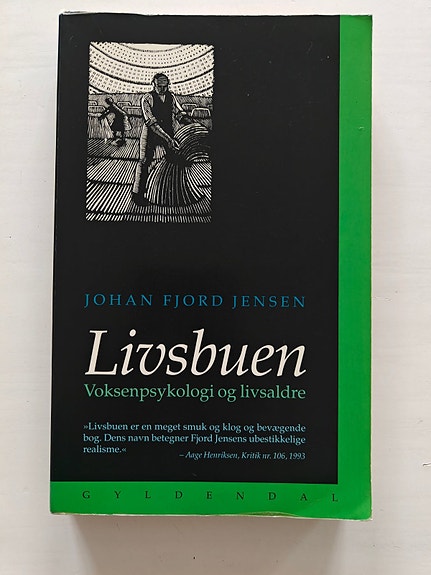 JOHAN FJORD JENSEN
Livsbuen
Voksenpsykologi og livsaldre
»Livsbuen er en meget smuk og klog og bevægende
bog. Dens navn betegner Fjord Jensens ubestikkelige
realisme.«
– Aage Henriksen, Kritik nr. 106, 1993
GYLDENDAL